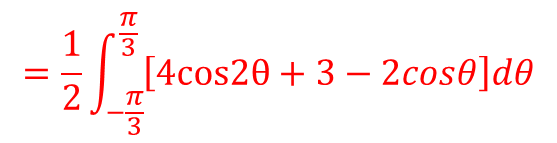 = 1/2 ∫_{-π/3}^{π/3} [4cos2θ + 3 − 2cosθ]dθ